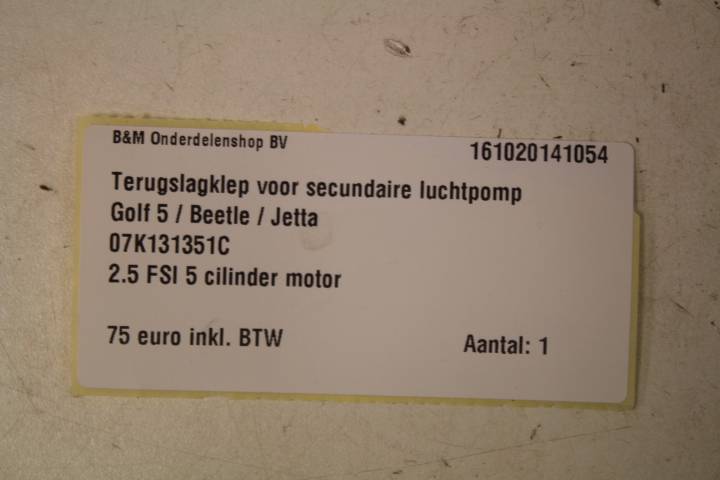 B&M Onderdelenshop BV 161020141054
Terugslagklep voor secundaire luchtpomp
Golf 5 / Beetle / Jetta
07K131351C
2.5 FSI 5 cilinder motor
75 euro inkl. BTW Aantal: 1